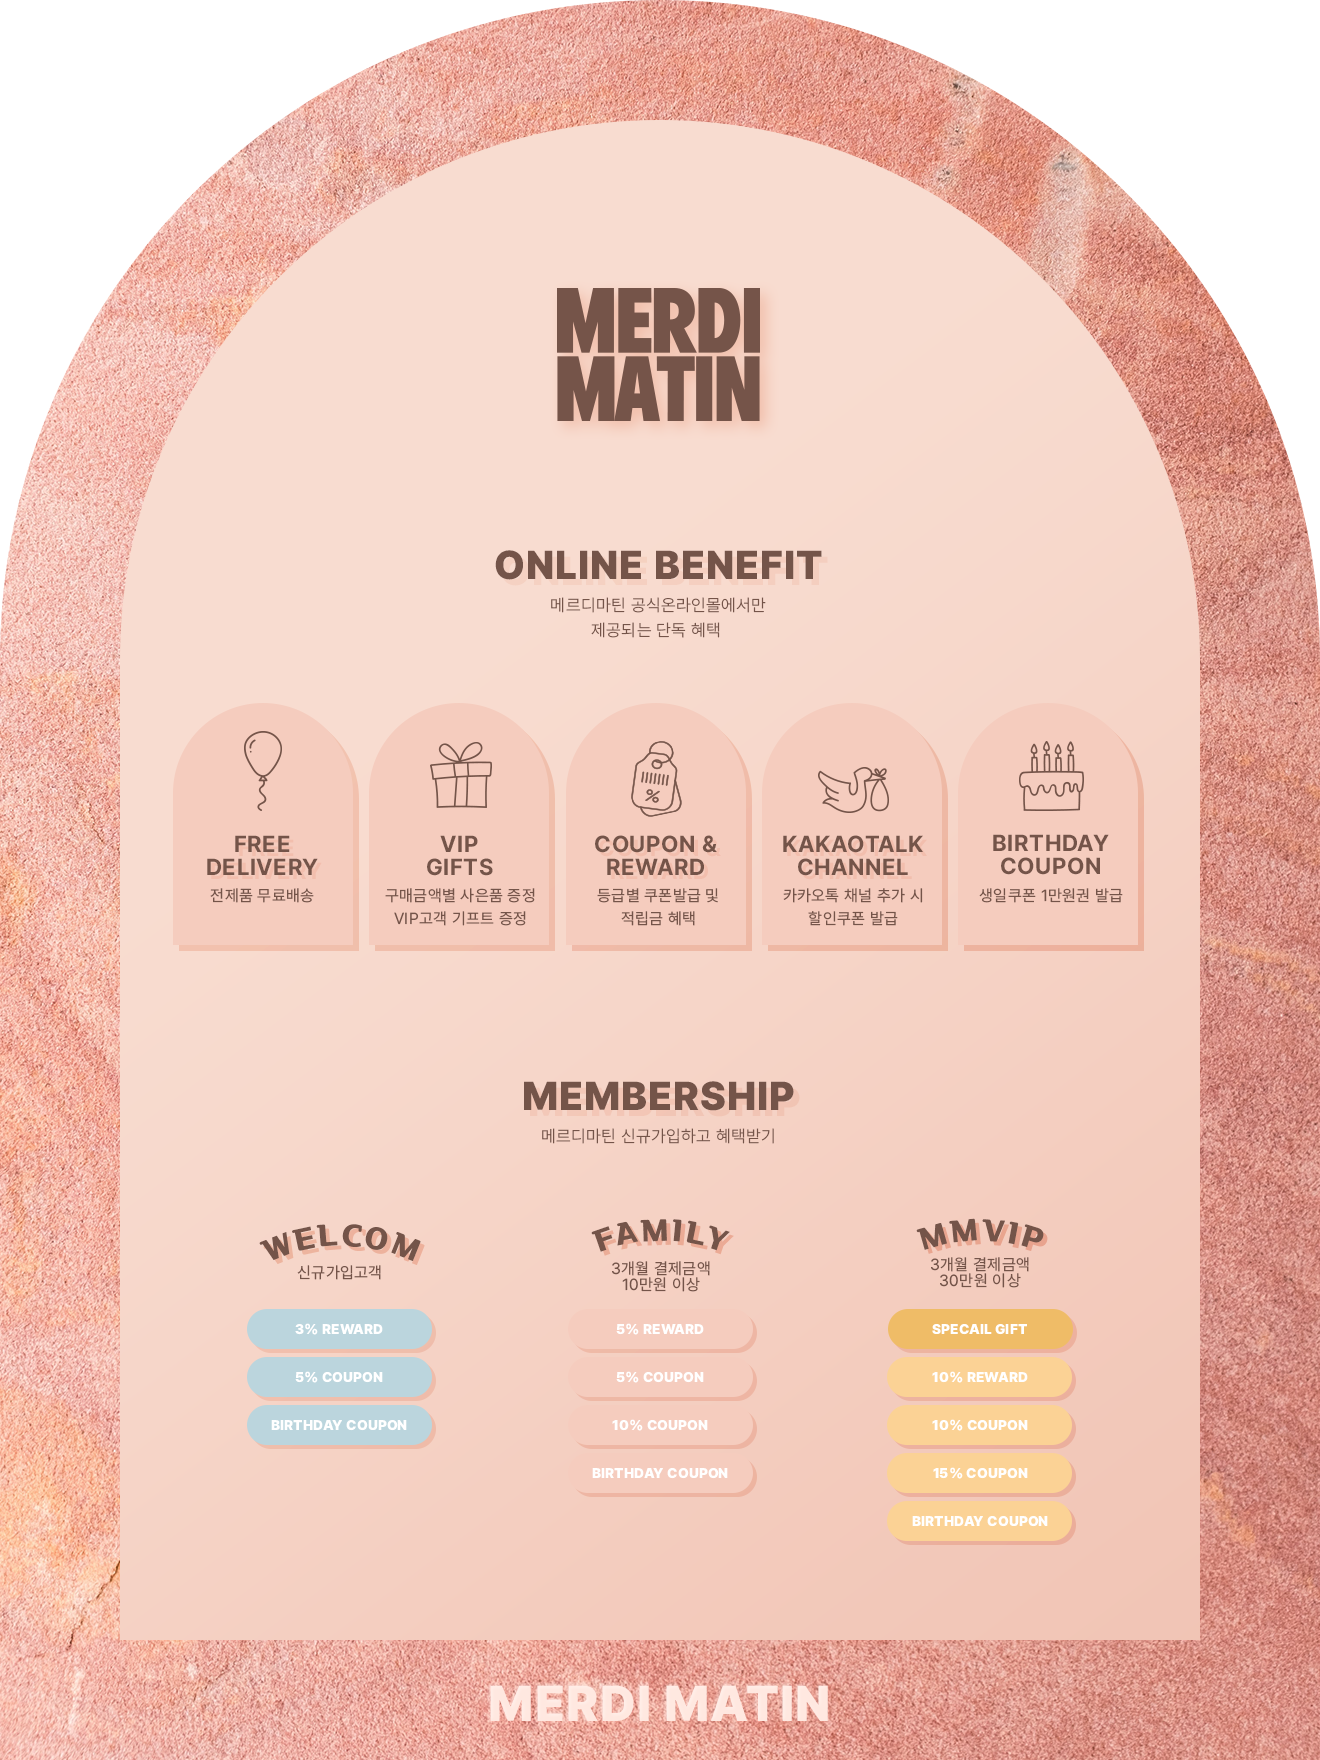 MERDI
MATIN
ONLINE BENEFIT
메르디마틴 공식온라인몰에서만
제공되는 단독 혜택
FREE
DELIVERY
전제품 무료배송
VIP
GIFTS
구매금액별 사은품 증정
VIP고객 기프트 증정
%
COUPON &
REWARD
등급별 쿠폰발급 및
적립금 혜택
KAKAOTALK
CHANNEL
카카오톡 채널 추가 시
할인쿠폰 발급
BIRTHDAY
COUPON
생일쿠폰 1만원권 발급
MEMBERSHIP
메르디마틴 신규가입하고 혜택받기
WELCOM
신규가입고객
3% REWARD
5% COUPON
BIRTHDAY COUPON
FAMILY
3개월 결제금액
10만원 이상
5% REWARD
5% COUPON
10% COUPON
BIRTHDAY COUPON
MMVIP
3개월 결제금액
30만원 이상
SPECAIL GIFT
10% REWARD
10% COUPON
15% COUPON
BIRTHDAY COUPON
MERDI MATIN